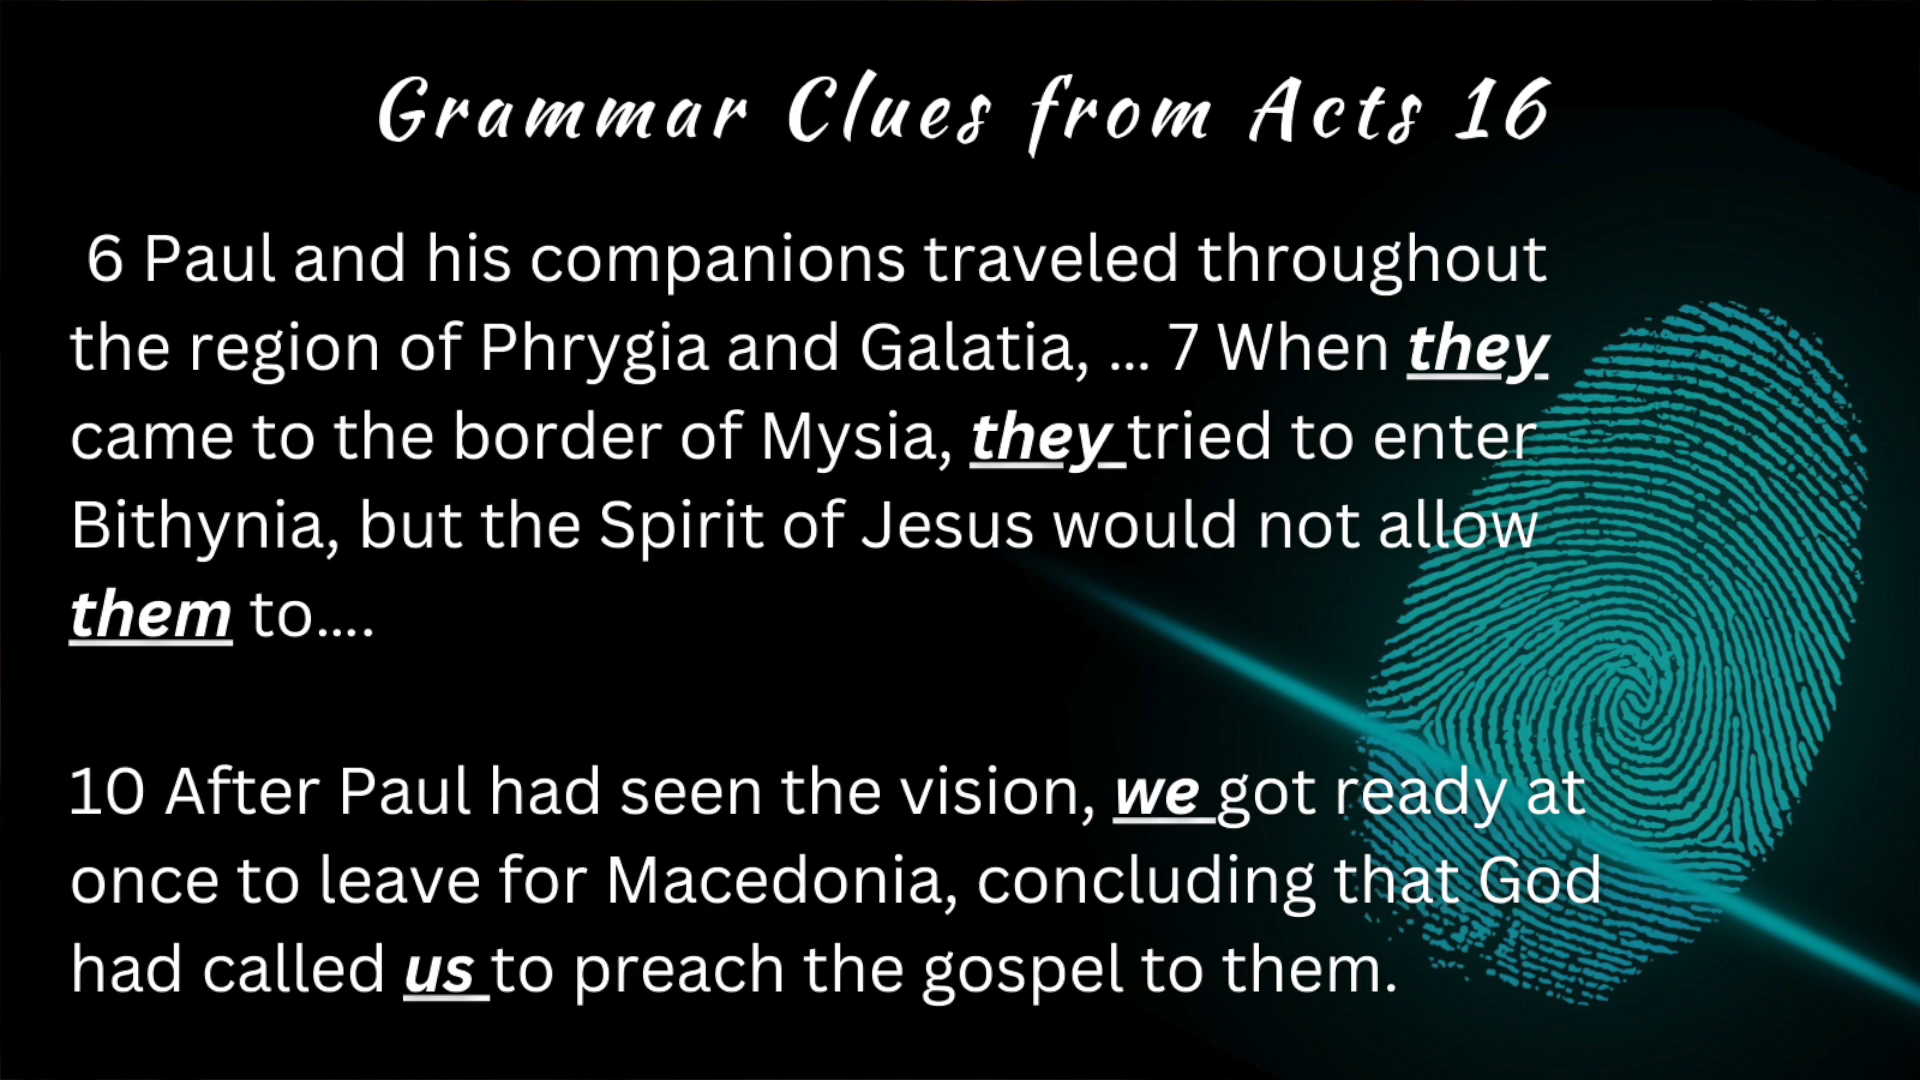 Grammar Clues from Acts 16
6 Paul and his companions traveled throughout
the region of Phrygia and Galatia, ... 7 When they
came to the border of Mysia, they tried to enter
Bithynia, but the Spirit of Jesus would not allow
them to....
10 After Paul had seen the vision, we got ready at
once to leave for Macedonia, concluding that God
had called us to preach the gospel to them.